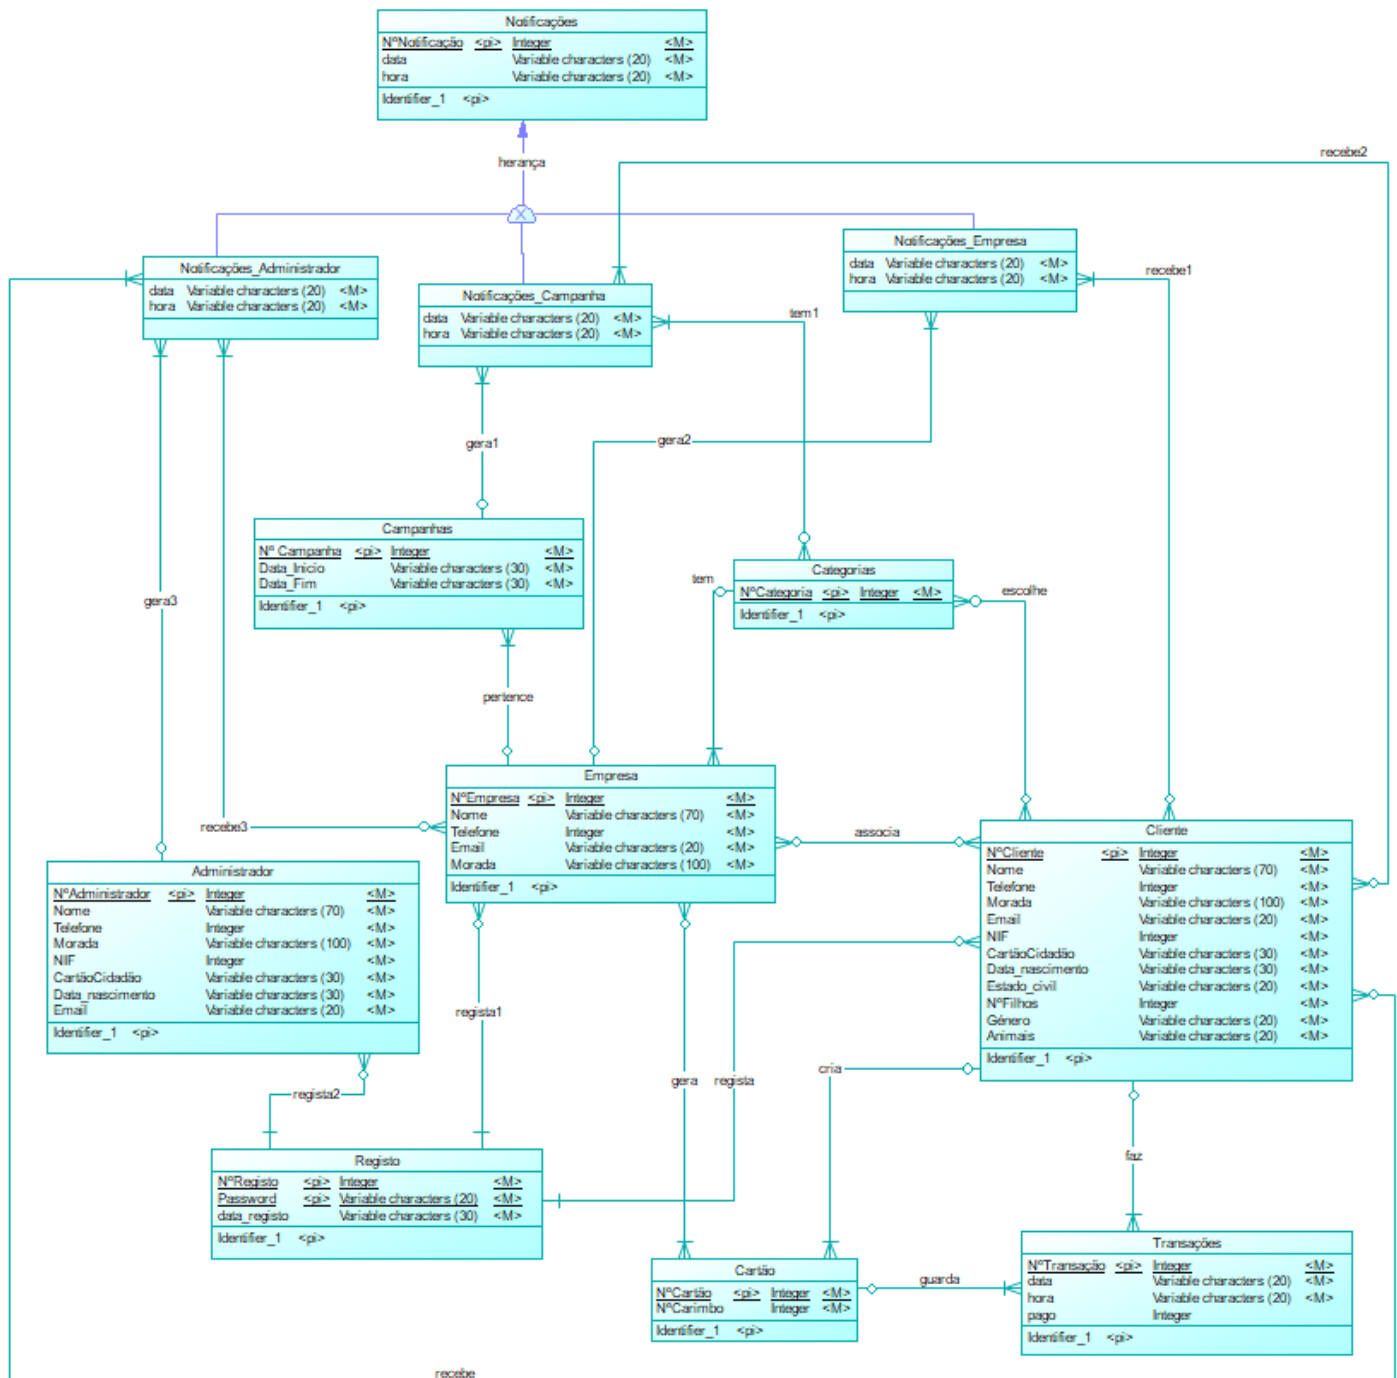 Notificações
NºNotificação <pi> Integer <M>
data Variable characters (20) <M>
hora Variable characters (20) <M>
Identifier_1 <pi>
herança
recebe2
Notificações_Empresa
data Variable characters (20) <M>
hora Variable characters (20) <M>
recebe1
Notificações_Administrador
data Variable characters (20) <M>
hora Variable characters (20) <M>
Notificações_Campanha
data Variable characters (20) <M>
hora Variable characters (20) <M>
tem1
gera1
gera2
Campanhas
Nº Campanha <pi> Integer <M>
Data_Inicio Variable characters (30) <M>
Data_Fim Variable characters (30) <M>
Identifier_1 <pi>
Categorias
NºCategoria <pi> Integer <M>
Identifier_1 <pi>
tem
escolhe
gera3
pertence
Empresa
NºEmpresa <pi> Integer <M>
Nome Variable characters (70) <M>
Telefone Integer <M>
Email Variable characters (20) <M>
Morada Variable characters (100) <M>
Identifier_1 <pi>
recebe3
associa
Cliente
NºCliente <pi> Integer <M>
Nome Variable characters (70) <M>
Telefone Integer <M>
Morada Variable characters (100) <M>
Email Variable characters (20) <M>
NIF Integer <M>
CartãoCidadão Variable characters (30) <M>
Data_nascimento Variable characters (30) <M>
Estado_civil Variable characters (20) <M>
NºFilhos Integer <M>
Género Variable characters (20) <M>
Animais Variable characters (20) <M>
Identifier_1 <pi>
Administrador
NºAdministrador <pi> Integer <M>
Nome Variable characters (70) <M>
Telefone Integer <M>
Morada Variable characters (100) <M>
NIF Integer <M>
CartãoCidadão Variable characters (30) <M>
Data_nascimento Variable characters (30) <M>
Email Variable characters (20) <M>
Identifier_1 <pi>
regista1
gera
regista
cria
regista2
faz
Registo
NºRegisto <pi> Integer <M>
Password <pi> Variable characters (20) <M>
data_registo Variable characters (30) <M>
Identifier_1 <pi>
Cartão
NºCartão <pi> Integer <M>
NºCarimbo Integer <M>
Identifier_1 <pi>
guarda
Transações
NºTransação <pi> Integer <M>
data Variable characters (20) <M>
hora Variable characters (20) <M>
pago Integer
Identifier_1 <pi>
recebe